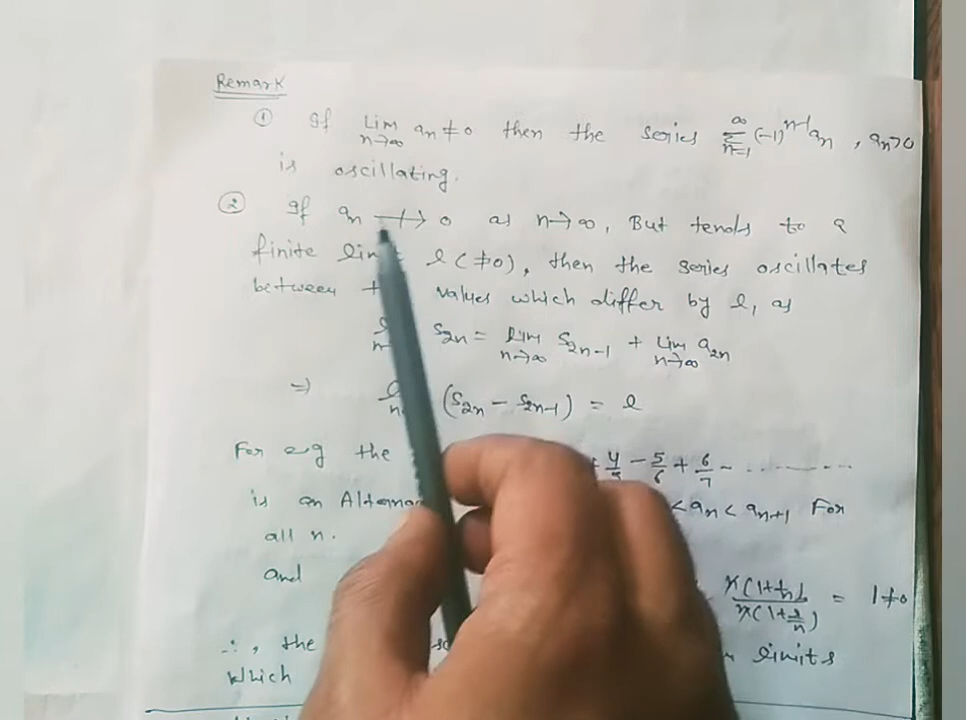 Remark
① If Lim n→∞ an ≠ 0 then the series ∞ Σ n=1 (-1)^n-1 an , an>0
is oscillating.
② If an ↛ 0 as n→∞, But tends to a
finite l (≠0), then the series oscillates
between values which differ by l, as
S2n = lim n→∞ S2n-1 + Lim n→∞ a2n
⇒ (S2n - S2n-1) = l
For eg the + 4/5 - 5/6 + 6/7 - ..........
is an < an < an+1 For
all n.
and n(1+1/n) / n(1+2/n) = 1≠0
∴, the limits
which